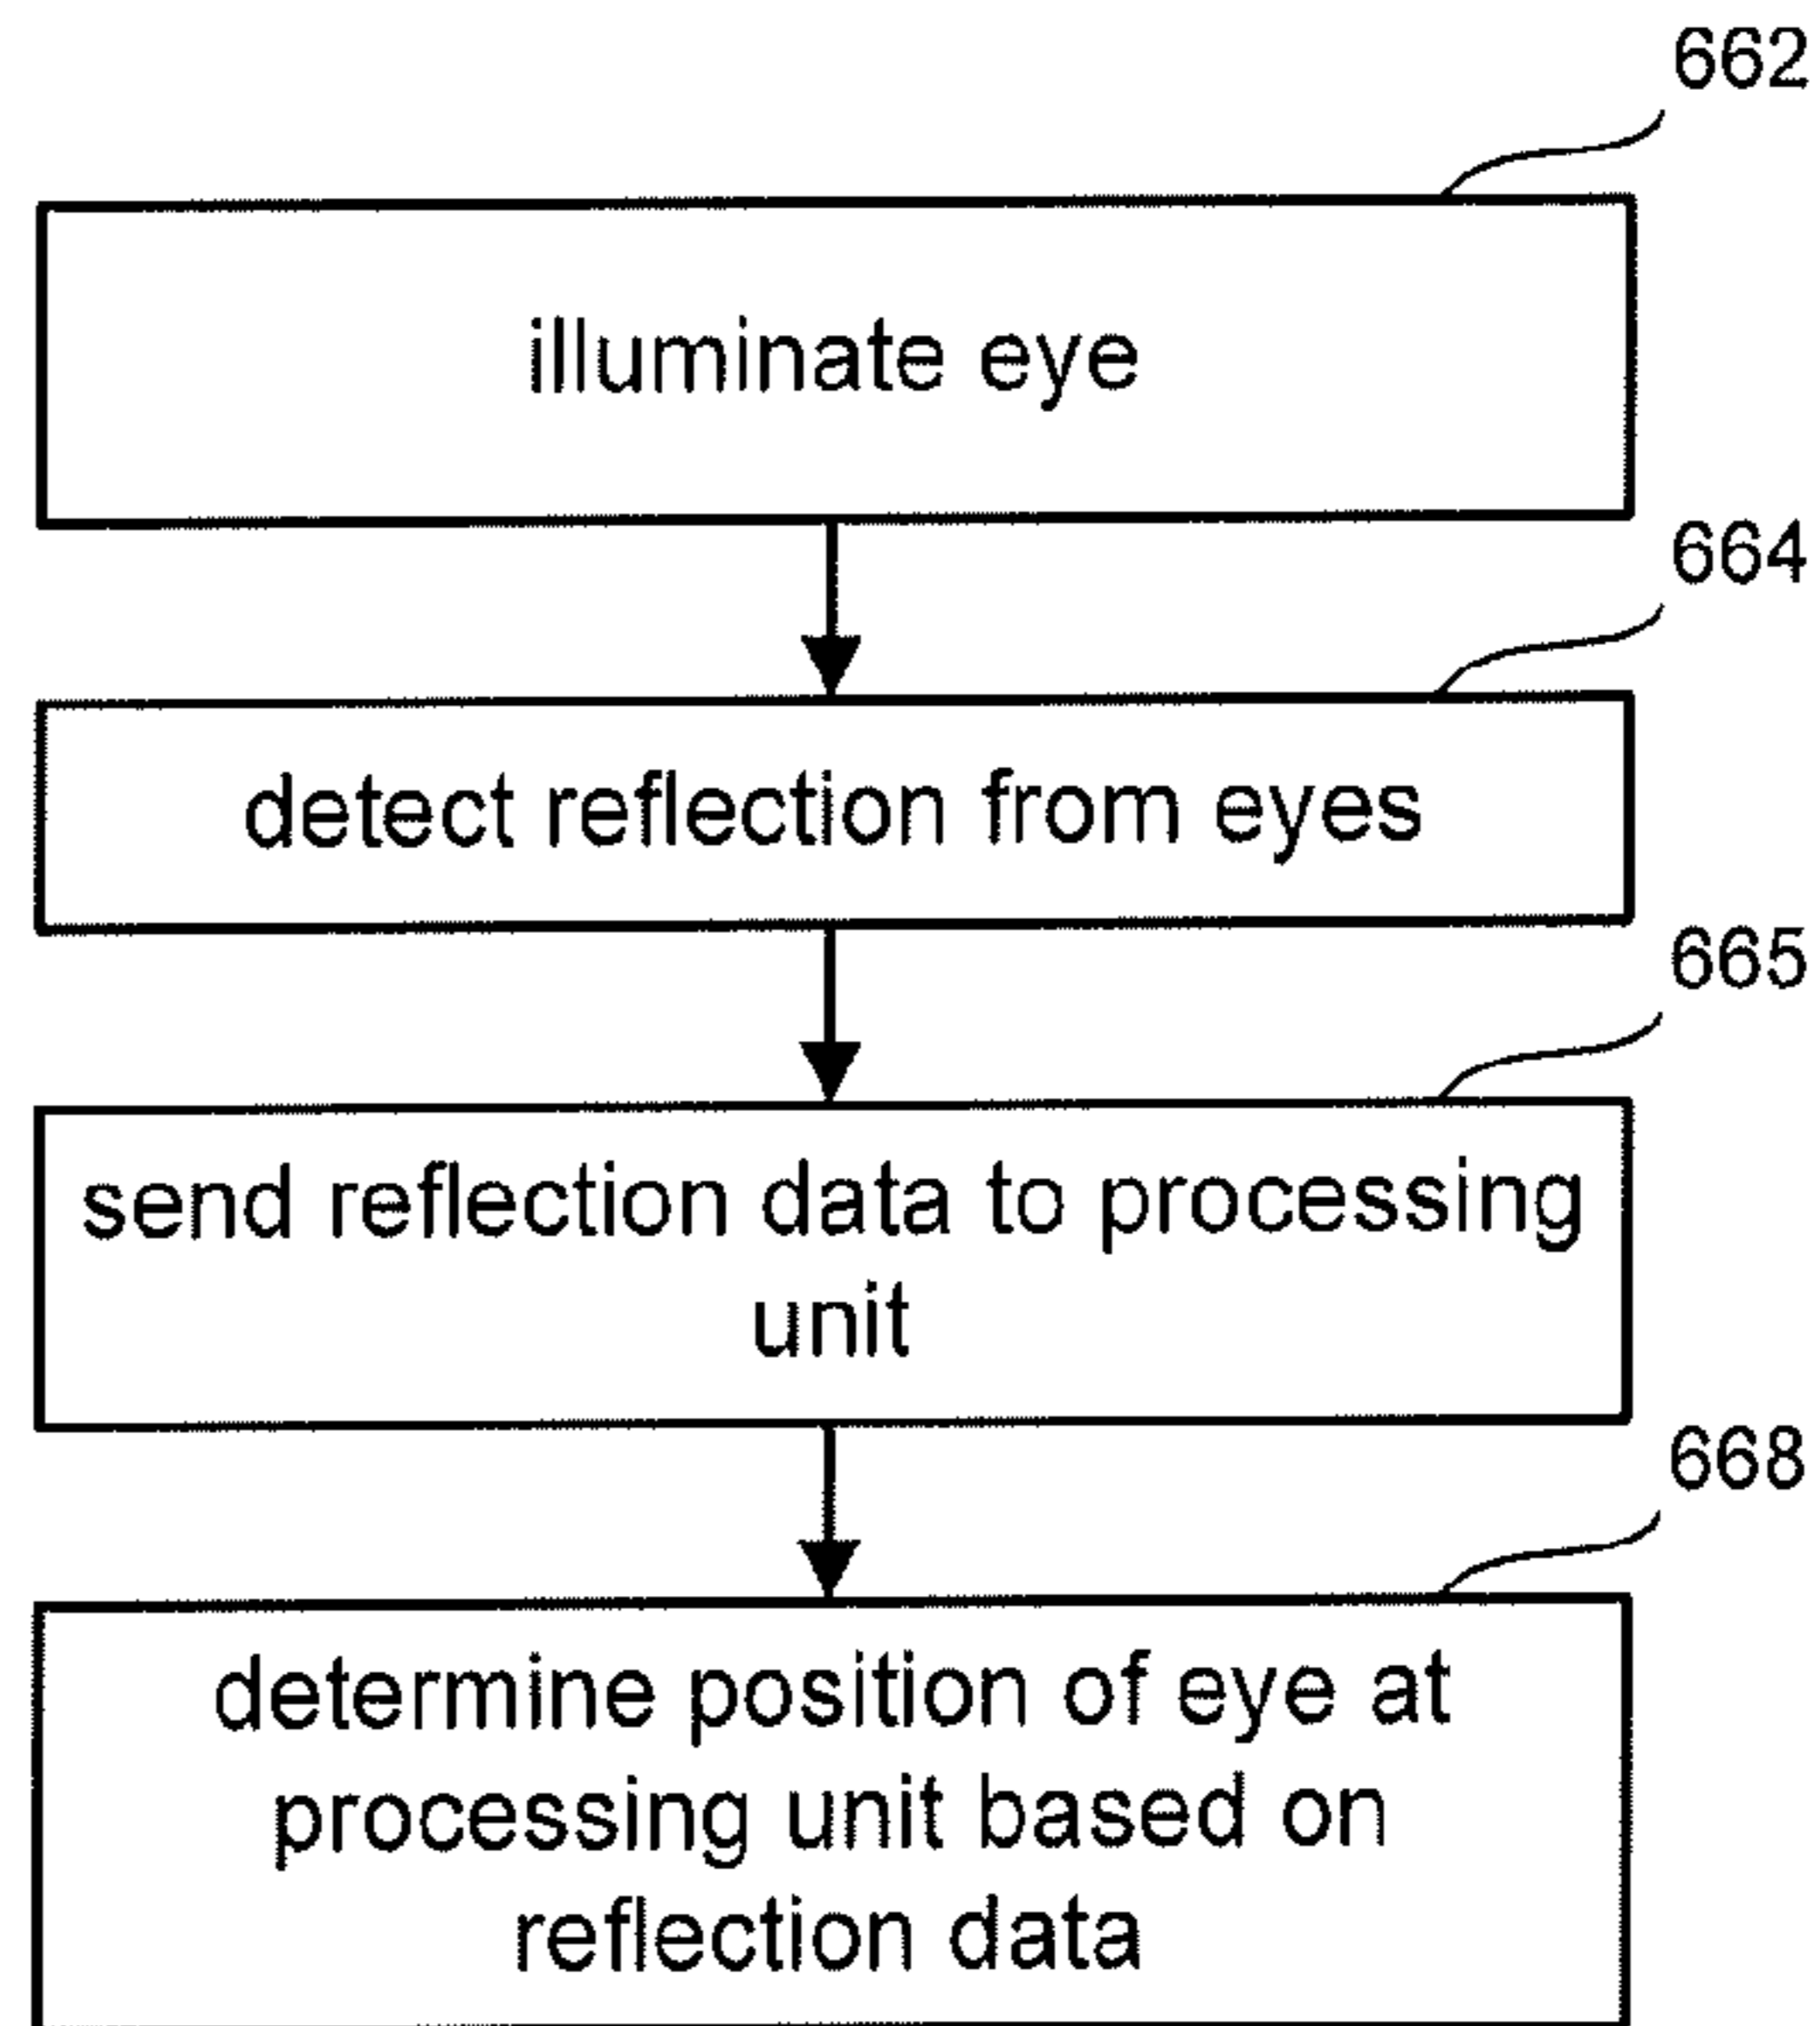 662
illuminate eye
664
detect reflection from eyes
665
send reflection data to processing
unit
668
determine position of eye at
processing unit based on
reflection data